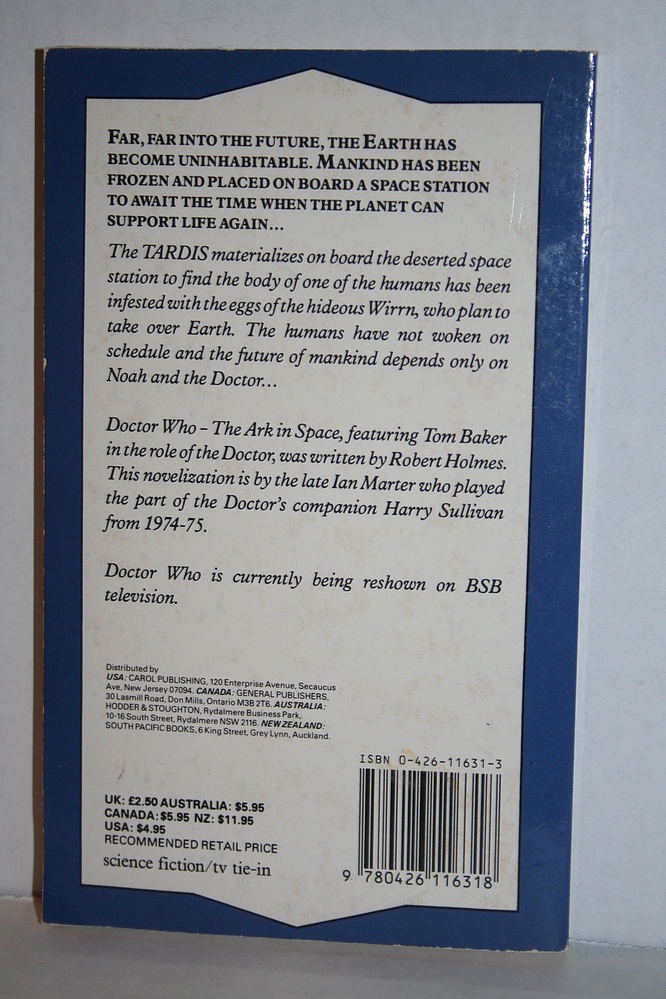 FAR, FAR INTO THE FUTURE, THE EARTH HAS
BECOME UNINHABITABLE. MANKIND HAS BEEN
FROZEN AND PLACED ON BOARD A SPACE STATION
TO AWAIT THE TIME WHEN THE PLANET CAN
SUPPORT LIFE AGAIN...
The TARDIS materializes on board the deserted space
station to find the body of one of the humans has been
infested with the eggs of the hideous Wirrn, who plan to
take over Earth. The humans have not woken on
schedule and the future of mankind depends only on
Noah and the Doctor...
Doctor Who – The Ark in Space, featuring Tom Baker
in the role of the Doctor, was written by Robert Holmes.
This novelization is by the late Ian Marter who played
the part of the Doctor's companion Harry Sullivan
from 1974-75.
Doctor Who is currently being reshown on BSB
television.
Distributed by
USA: CAROL PUBLISHING, 120 Enterprise Avenue, Secaucus
Ave, New Jersey 07094. CANADA: GENERAL PUBLISHERS,
30 Lasmill Road, Don Mills, Ontario M3B 2T6. AUSTRALIA:
HODDER & STOUGHTON, Rydalmere Business Park,
10-16 South Street, Rydalmere NSW 2116. NEW ZEALAND:
SOUTH PACIFIC BOOKS, 6 King Street, Grey Lynn, Auckland.
UK: £2.50 AUSTRALIA: $5.95
CANADA: $5.95 NZ: $11.95
USA: $4.95
RECOMMENDED RETAIL PRICE
science fiction/tv tie-in
ISBN 0-426-11631-3
9 780426 116318